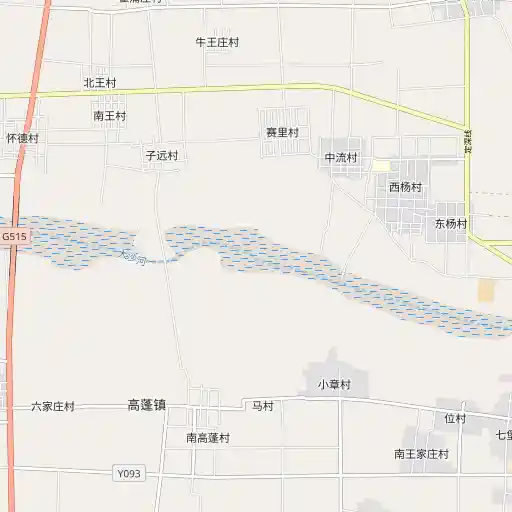 牛王庄村
北王村
南王村
怀德村
赛里村
子远村
中流村
西杨村
东杨村
G515
小章村
六家庄村
高蓬镇
马村
位村
南高蓬村
南王家庄村
Y093